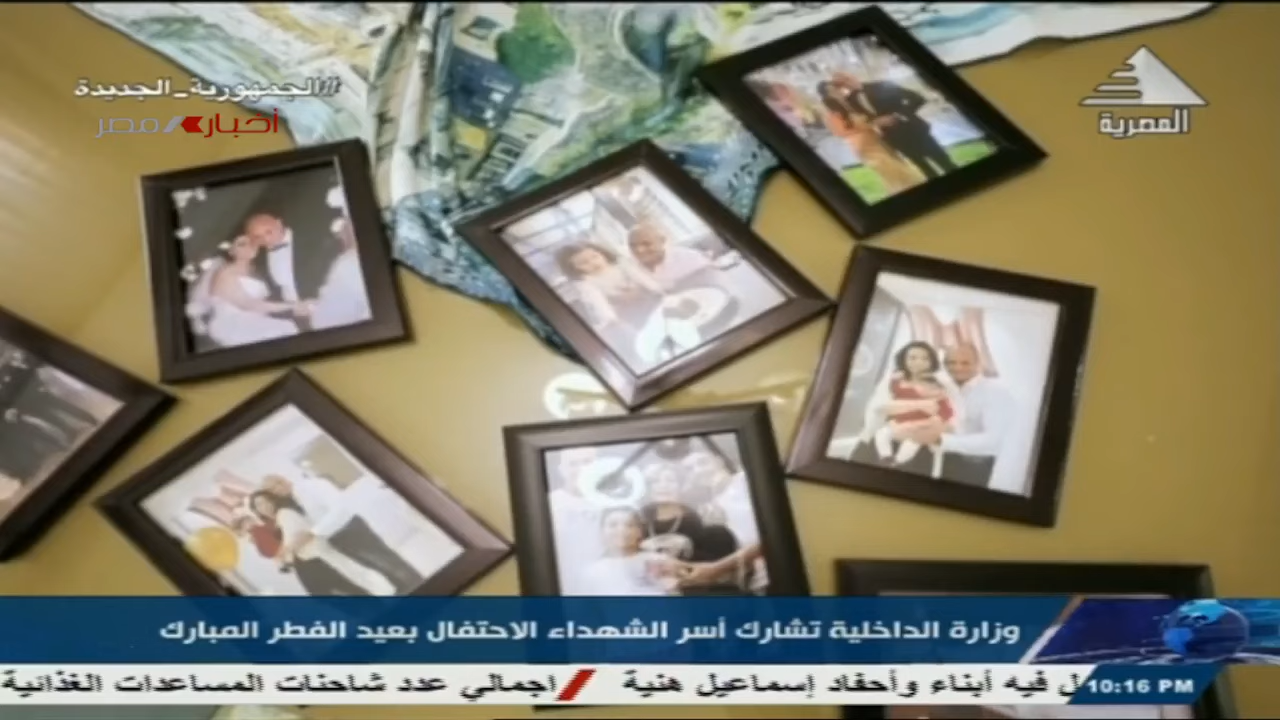 #الجمهورية_الجديدة
أخبار مصر
المصرية
وزارة الداخلية تشارك أسر الشهداء الاحتفال بعيد الفطر المبارك
فيه أبناء وأحفاد إسماعيل هنية / اجمالي عدد شاحنات المساعدات الغذائية
10:16 PM